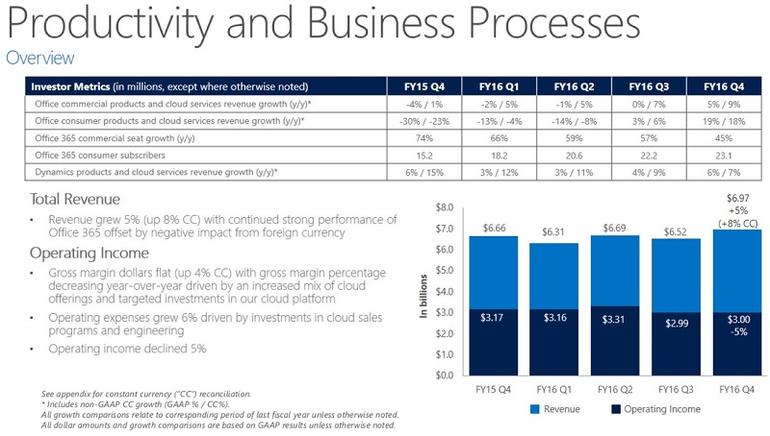 Productivity and Business Processes
Overview
Investor Metrics (in millions, except where otherwise noted) FY15 Q4 FY16 Q1 FY16 Q2 FY16 Q3 FY16 Q4
Office commercial products and cloud services revenue growth (y/y)* -4% / 1% -2% / 5% -1% / 5% 0% / 7% 5% / 9%
Office consumer products and cloud services revenue growth (y/y)* -30% / -23% -13% / -4% -14% / -8% 3% / 6% 19% / 18%
Office 365 commercial seat growth (y/y) 74% 66% 59% 57% 45%
Office 365 consumer subscribers 15.2 18.2 20.6 22.2 23.1
Dynamics products and cloud services revenue growth (y/y)* 6% / 15% 3% / 12% 3% / 11% 4% / 9% 6% / 7%
Total Revenue
• Revenue grew 5% (up 8% CC) with continued strong performance of
Office 365 offset by negative impact from foreign currency
Operating Income
• Gross margin dollars flat (up 4% CC) with gross margin percentage
decreasing year-over-year driven by an increased mix of cloud
offerings and targeted investments in our cloud platform
• Operating expenses grew 6% driven by investments in cloud sales
programs and engineering
• Operating income declined 5%
See appendix for constant currency ("CC") reconciliation.
* Includes non-GAAP CC growth (GAAP % / CC%).
All growth comparisons relate to corresponding period of last fiscal year unless otherwise noted.
All dollar amounts and growth comparisons are based on GAAP results unless otherwise noted.
In billions
$8.0
$7.0
$6.0
$5.0
$4.0
$3.0
$2.0
$1.0
$0.0
$6.66 $6.31 $6.69 $6.52 $6.97
+5%
(+8% CC)
$3.17 $3.16 $3.31 $2.99 $3.00
-5%
FY15 Q4 FY16 Q1 FY16 Q2 FY16 Q3 FY16 Q4
Revenue Operating Income